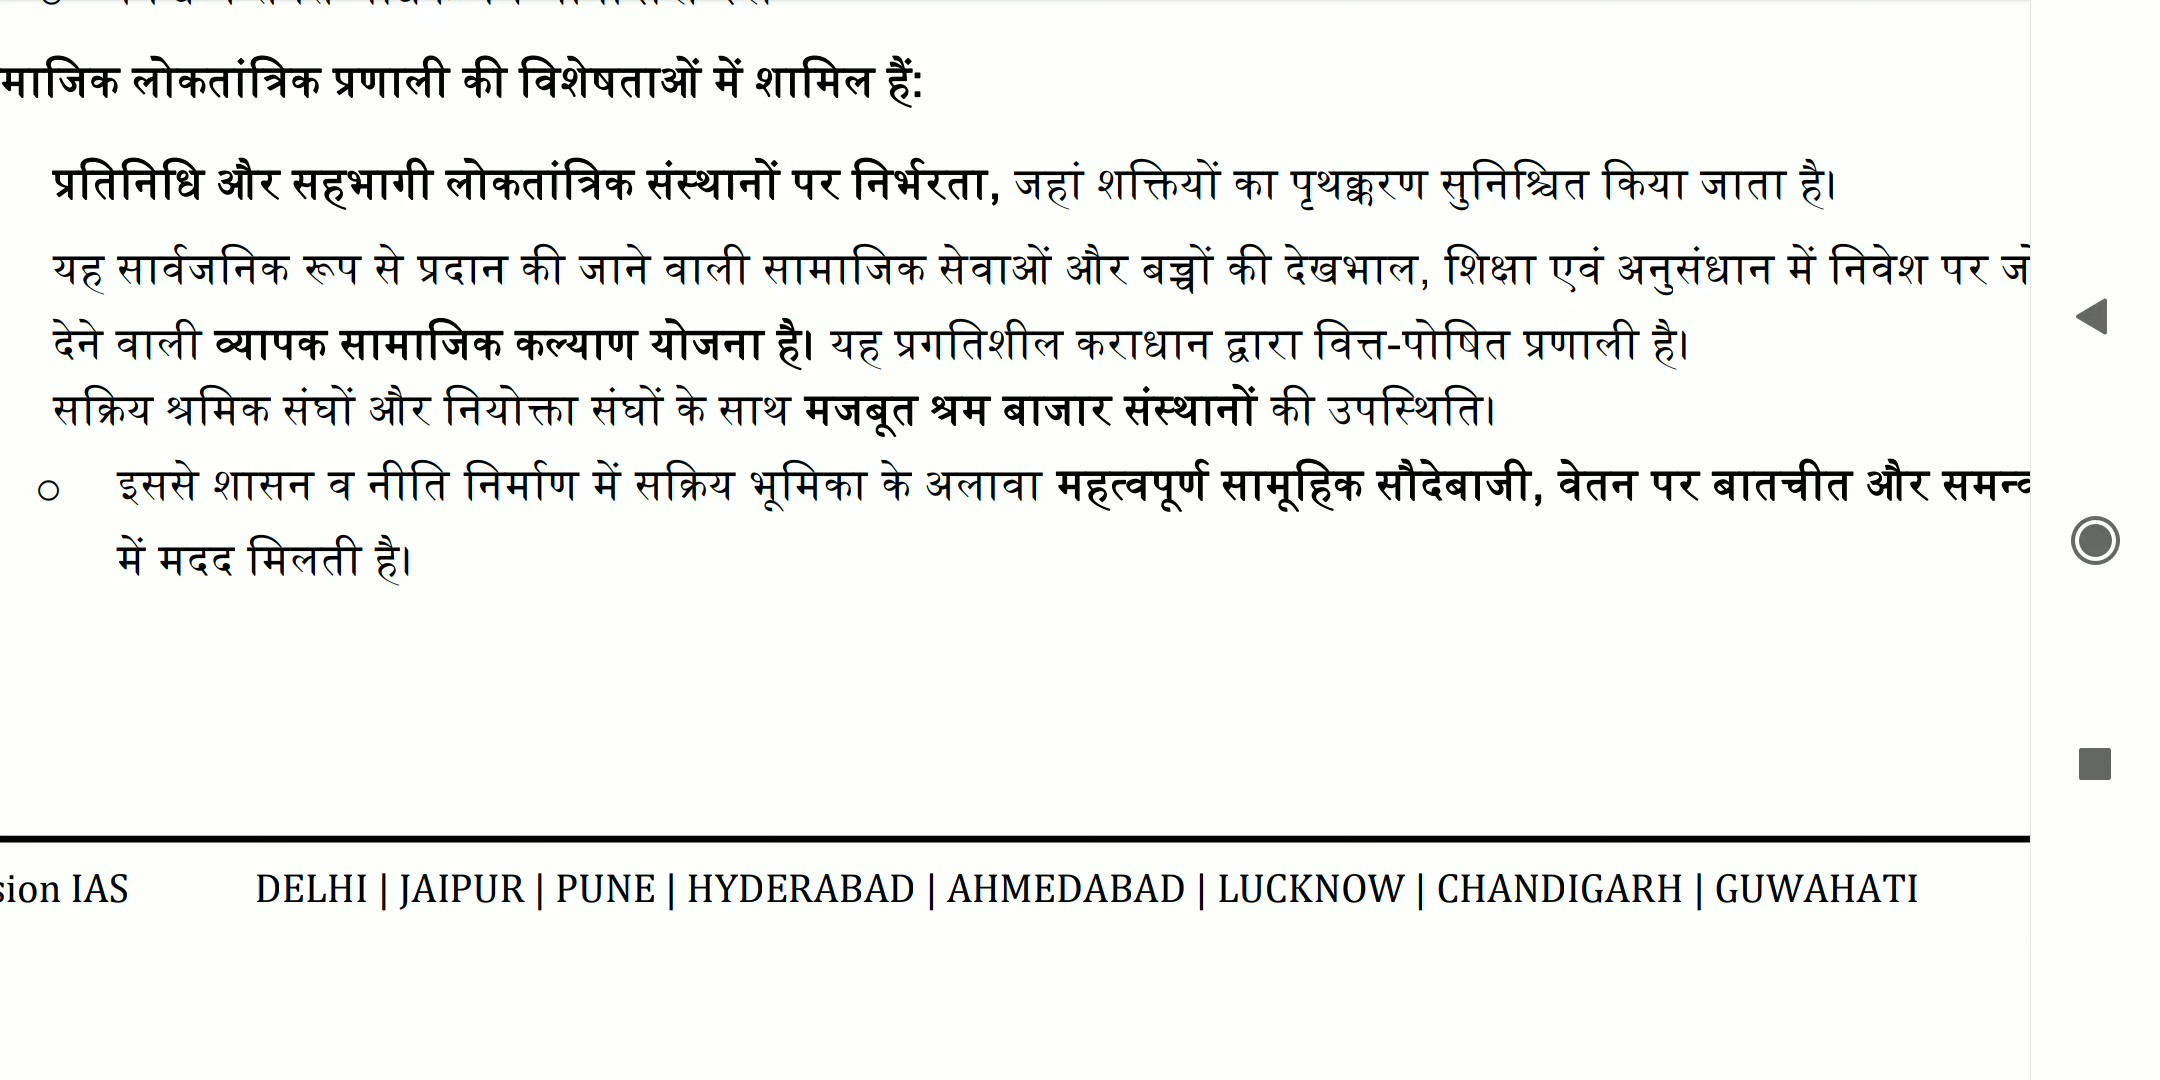 माजिक लोकतांत्रिक प्रणाली की विशेषताओं में शामिल हैं:
प्रतिनिधि और सहभागी लोकतांत्रिक संस्थानों पर निर्भरता, जहां शक्तियों का पृथक्करण सुनिश्चित किया जाता है।
यह सार्वजनिक रूप से प्रदान की जाने वाली सामाजिक सेवाओं और बच्चों की देखभाल, शिक्षा एवं अनुसंधान में निवेश पर
देने वाली व्यापक सामाजिक कल्याण योजना है। यह प्रगतिशील कराधान द्वारा वित्त-पोषित प्रणाली है।
सक्रिय श्रमिक संघों और नियोक्ता संघों के साथ मजबूत श्रम बाजार संस्थानों की उपस्थिति।
○ इससे शासन व नीति निर्माण में सक्रिय भूमिका के अलावा महत्वपूर्ण सामूहिक सौदेबाजी, वेतन पर बातचीत और
में मदद मिलती है।
sion IAS DELHI | JAIPUR | PUNE | HYDERABAD | AHMEDABAD | LUCKNOW | CHANDIGARH | GUWAHATI